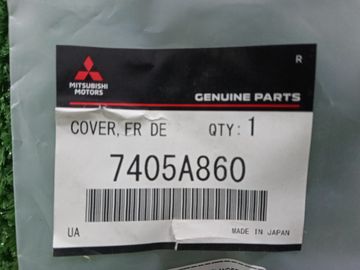 R
MITSUBISHI
MOTORS
GENUINE PARTS
COVER, FR DE QTY: 1
7405A860
UA MADE IN JAPAN